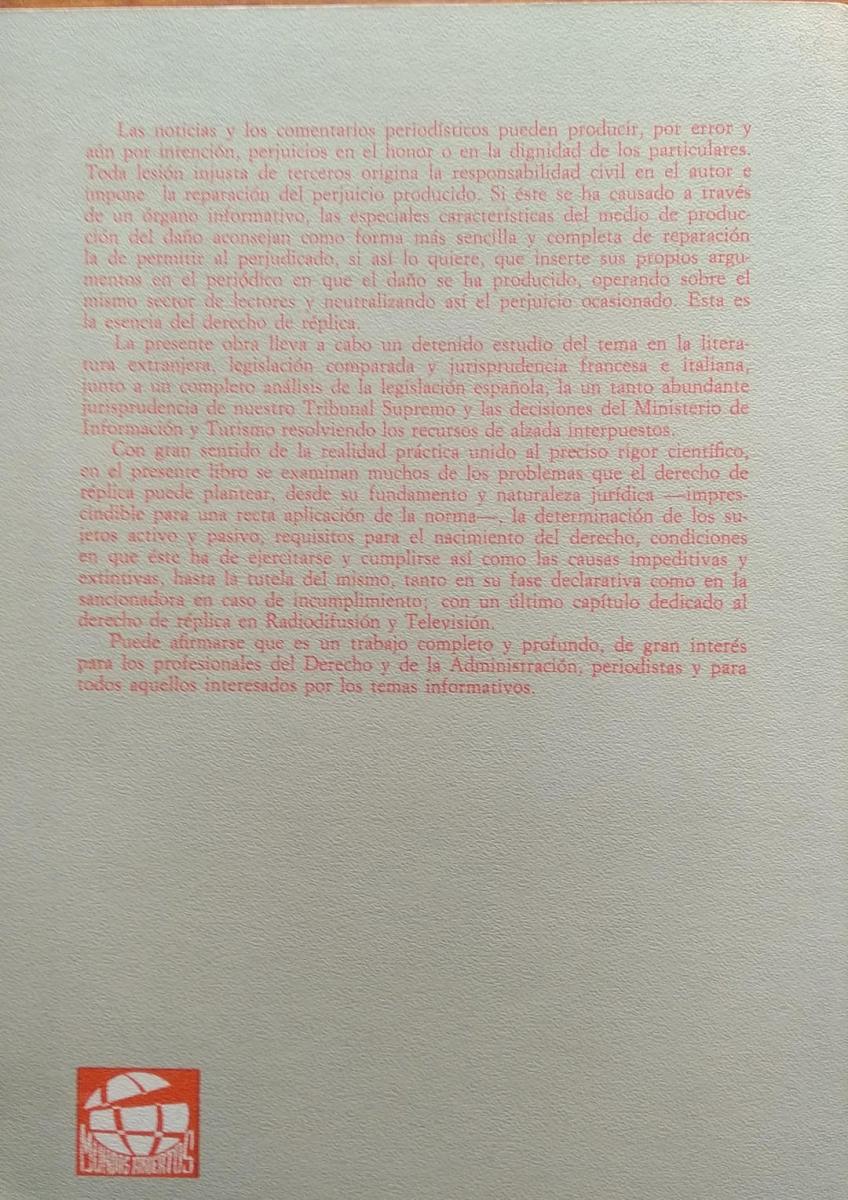 Las noticias y los comentarios periodísticos pueden producir, por error y
aún por intención, perjuicios en el honor o en la dignidad de los particulares.
Toda lesión injusta de terceros origina la responsabilidad civil en el autor e
impone la reparación del perjuicio producido. Si éste se ha causado a través
de un órgano informativo, las especiales características del medio de produc-
ción del daño aconsejan como forma más sencilla y completa de reparación
la de permitir al perjudicado, si así lo quiere, que inserte sus propios argu-
mentos en el periódico en que el daño se ha producido, operando sobre el
mismo sector de lectores y neutralizando así el perjuicio ocasionado. Esta es
la esencia del derecho de réplica.
La presente obra lleva a cabo un detenido estudio del tema en la litera-
tura extranjera, legislación comparada y jurisprudencia francesa e italiana,
junto a un completo análisis de la legislación española, la un tanto abundante
jurisprudencia de nuestro Tribunal Supremo y las decisiones del Ministerio de
Información y Turismo resolviendo los recursos de alzada interpuestos.
Con gran sentido de la realidad práctica unido al preciso rigor científico,
en el presente libro se examinan muchos de los problemas que el derecho de
réplica puede plantear, desde su fundamento y naturaleza jurídica —impres-
cindible para una recta aplicación de la norma—, la determinación de los su-
jetos activo y pasivo, requisitos para el nacimiento del derecho, condiciones
en que éste ha de ejercitarse y cumplirse así como las causas impeditivas y
extintivas, hasta la tutela del mismo, tanto en su fase declarativa como en la
sancionadora en caso de incumplimiento; con un último capítulo dedicado al
derecho de réplica en Radiodifusión y Televisión.
Puede afirmarse que es un trabajo completo y profundo, de gran interés
para los profesionales del Derecho y de la Administración, periodistas y para
todos aquellos interesados por los temas informativos.
MUNDIS ABIERTUS